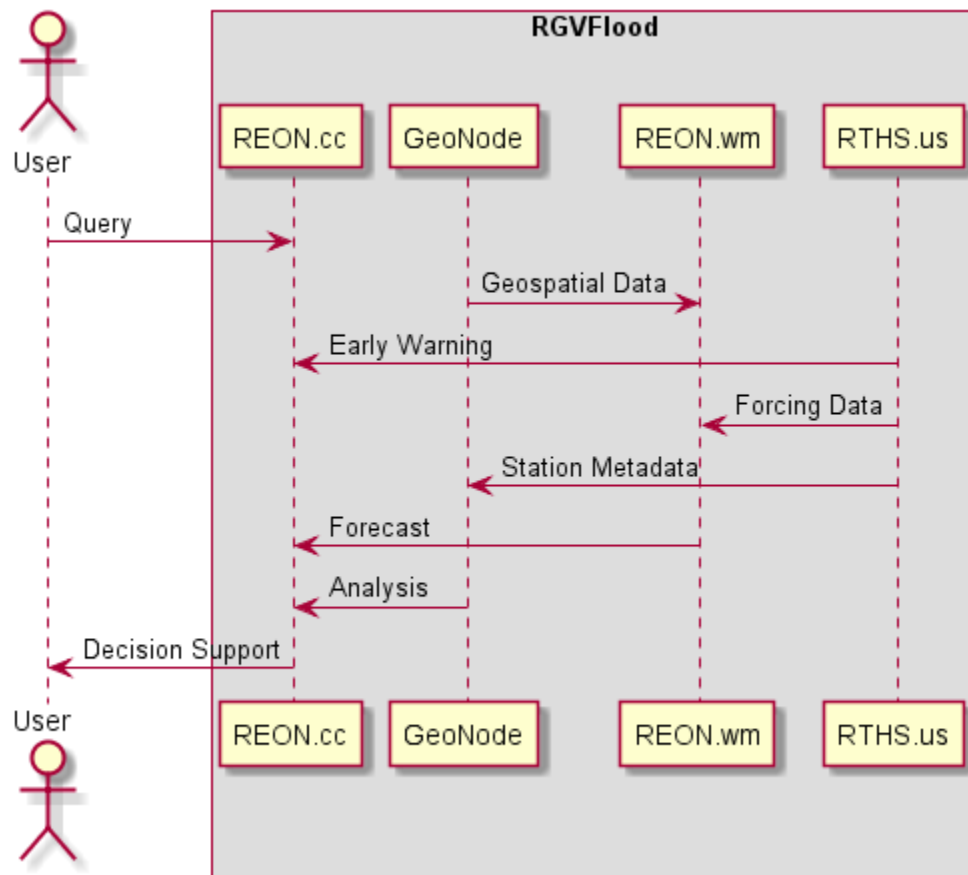 RGVFlood
User
REON.cc
GeoNode
REON.wm
RTHS.us
Query
Geospatial Data
Early Warning
Forcing Data
Station Metadata
Forecast
Analysis
Decision Support
User
REON.cc
GeoNode
REON.wm
RTHS.us